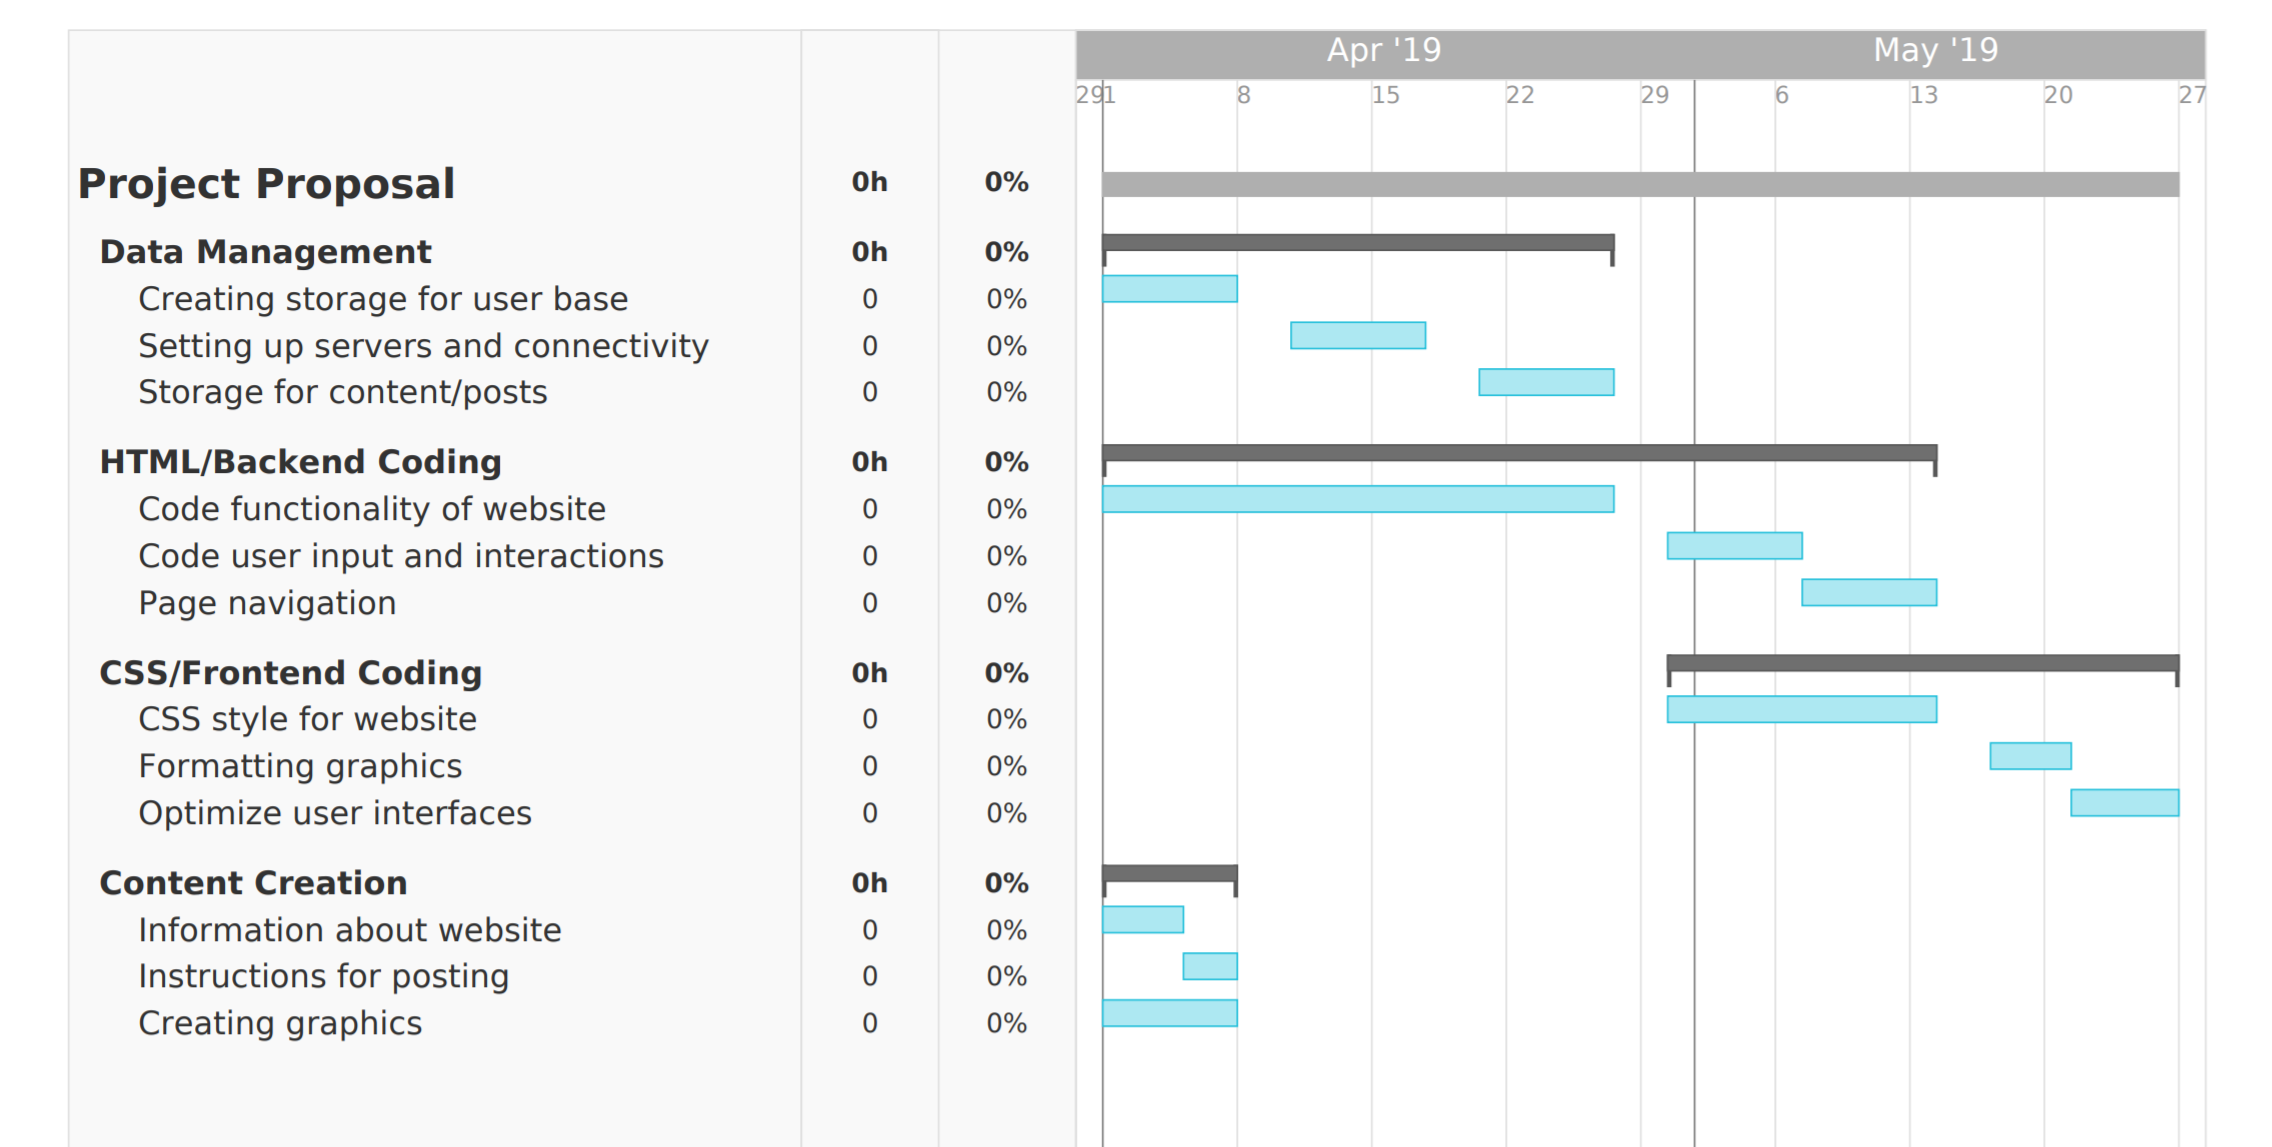 Apr '19 May '19
29 1 8 15 22 29 6 13 20 27
Project Proposal 0h 0%
Data Management 0h 0%
Creating storage for user base 0 0%
Setting up servers and connectivity 0 0%
Storage for content/posts 0 0%
HTML/Backend Coding 0h 0%
Code functionality of website 0 0%
Code user input and interactions 0 0%
Page navigation 0 0%
CSS/Frontend Coding 0h 0%
CSS style for website 0 0%
Formatting graphics 0 0%
Optimize user interfaces 0 0%
Content Creation 0h 0%
Information about website 0 0%
Instructions for posting 0 0%
Creating graphics 0 0%